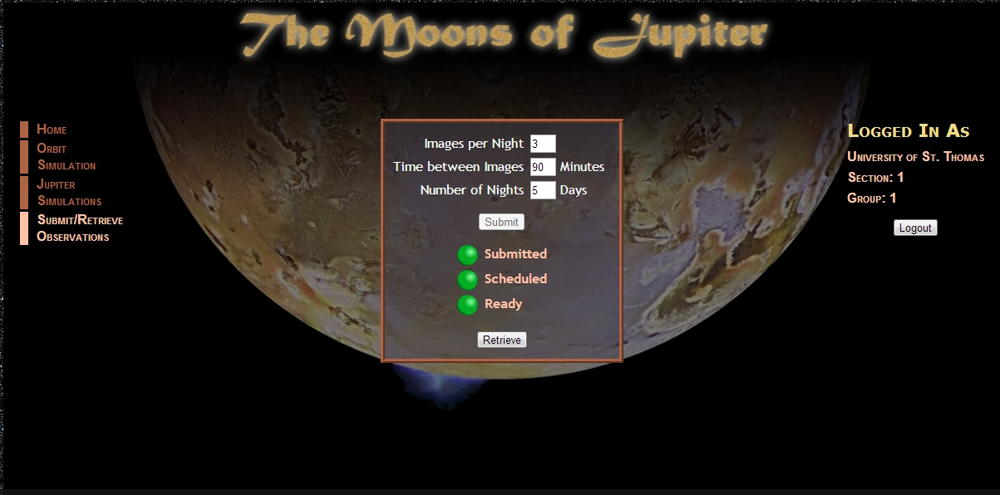 The Moons of Jupiter
Home
Orbit
Simulation
Jupiter
Simulations
Submit/Retrieve
Observations
Images per Night 3
Time between Images 90 Minutes
Number of Nights 5 Days
Submit
Submitted
Scheduled
Ready
Retrieve
Logged In As
University of St. Thomas
Section: 1
Group: 1
Logout